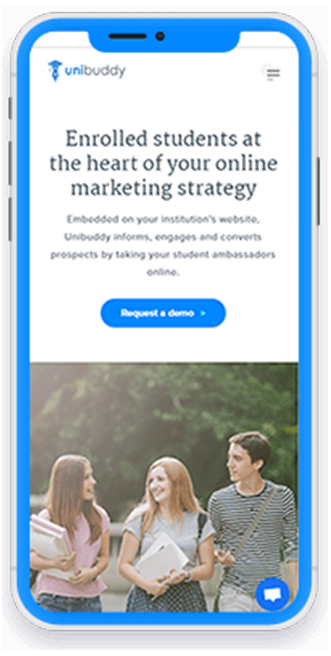 unibuddy
Enrolled students at
the heart of your online
marketing strategy
Embedded on your institution's website,
Unibuddy informs, engages and converts
prospects by taking your student ambassadors
online.
Request a demo >